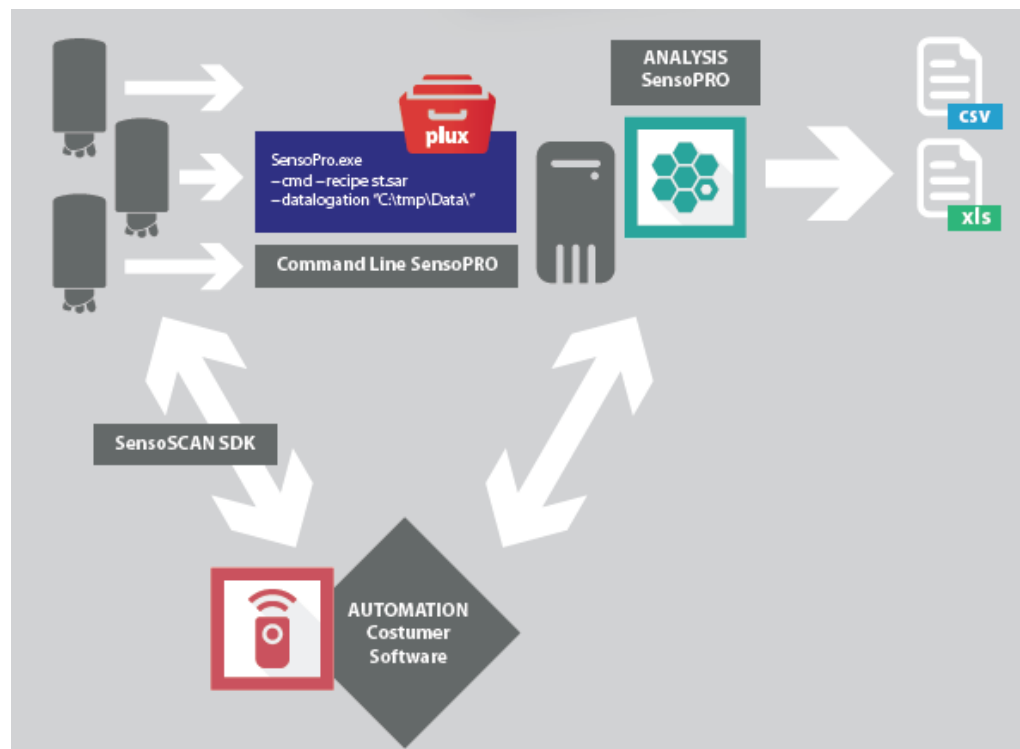 plux
SensoPro.exe
–cmd –recipe st.sar
–datalogation “C:\tmp\Data\”
Command Line SensoPRO
ANALYSIS
SensoPRO
csv
xls
SensoSCAN SDK
AUTOMATION
Costumer
Software